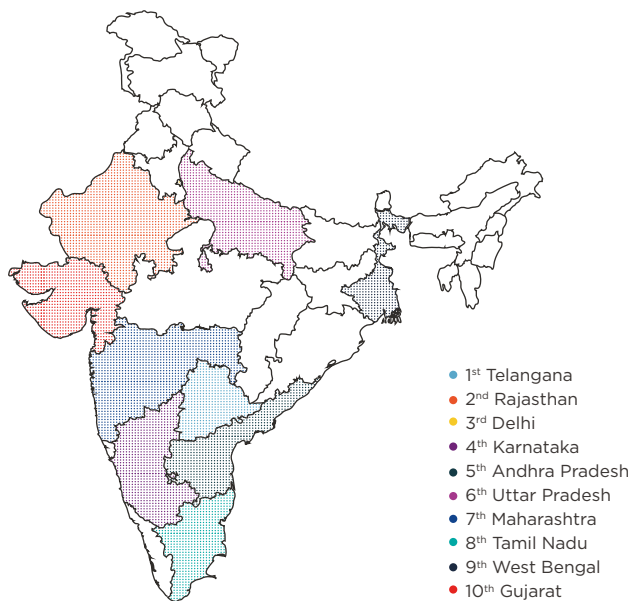 1st Telangana
2nd Rajasthan
3rd Delhi
4th Karnataka
5th Andhra Pradesh
6th Uttar Pradesh
7th Maharashtra
8th Tamil Nadu
9th West Bengal
10th Gujarat